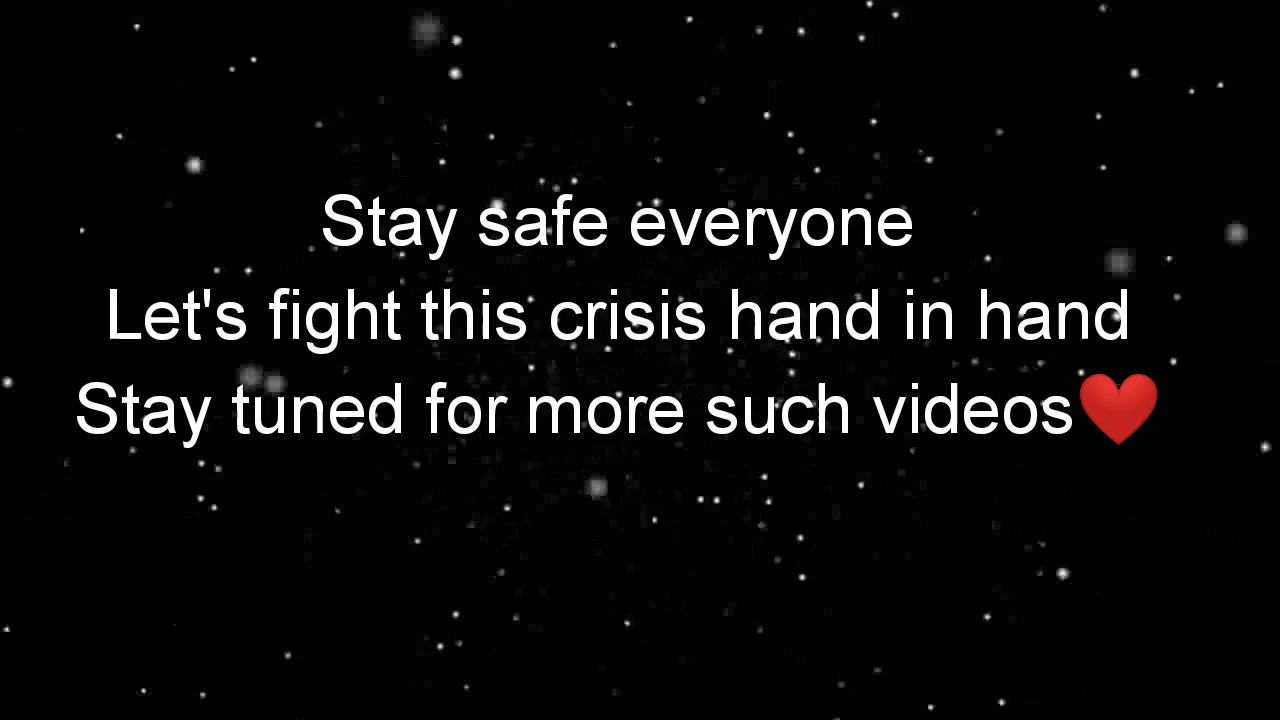 Stay safe everyone
Let's fight this crisis hand in hand
Stay tuned for more such videos❤️